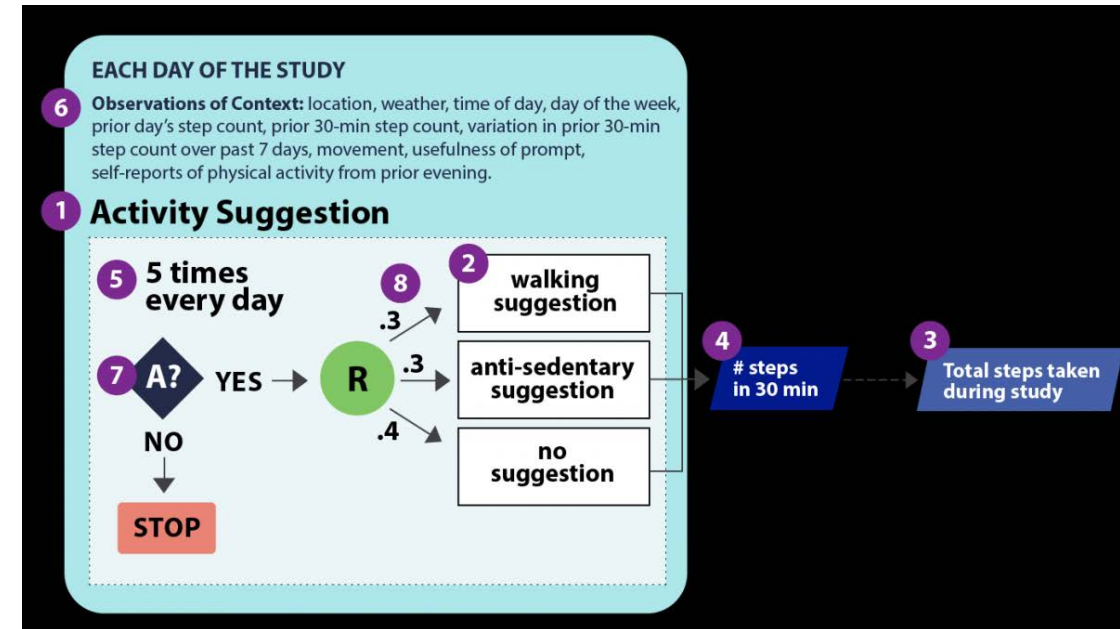 EACH DAY OF THE STUDY
6
Observations of Context: location, weather, time of day, day of the week,
prior day's step count, prior 30-min step count, variation in prior 30-min
step count over past 7 days, movement, usefulness of prompt,
self-reports of physical activity from prior evening.
1 Activity Suggestion
5 5 times
every day
8
2
walking
suggestion
.3
7 A? YES
R
.3
anti-sedentary
suggestion
.4
no
suggestion
NO
STOP
4
# steps
in 30 min
3
Total steps taken
during study